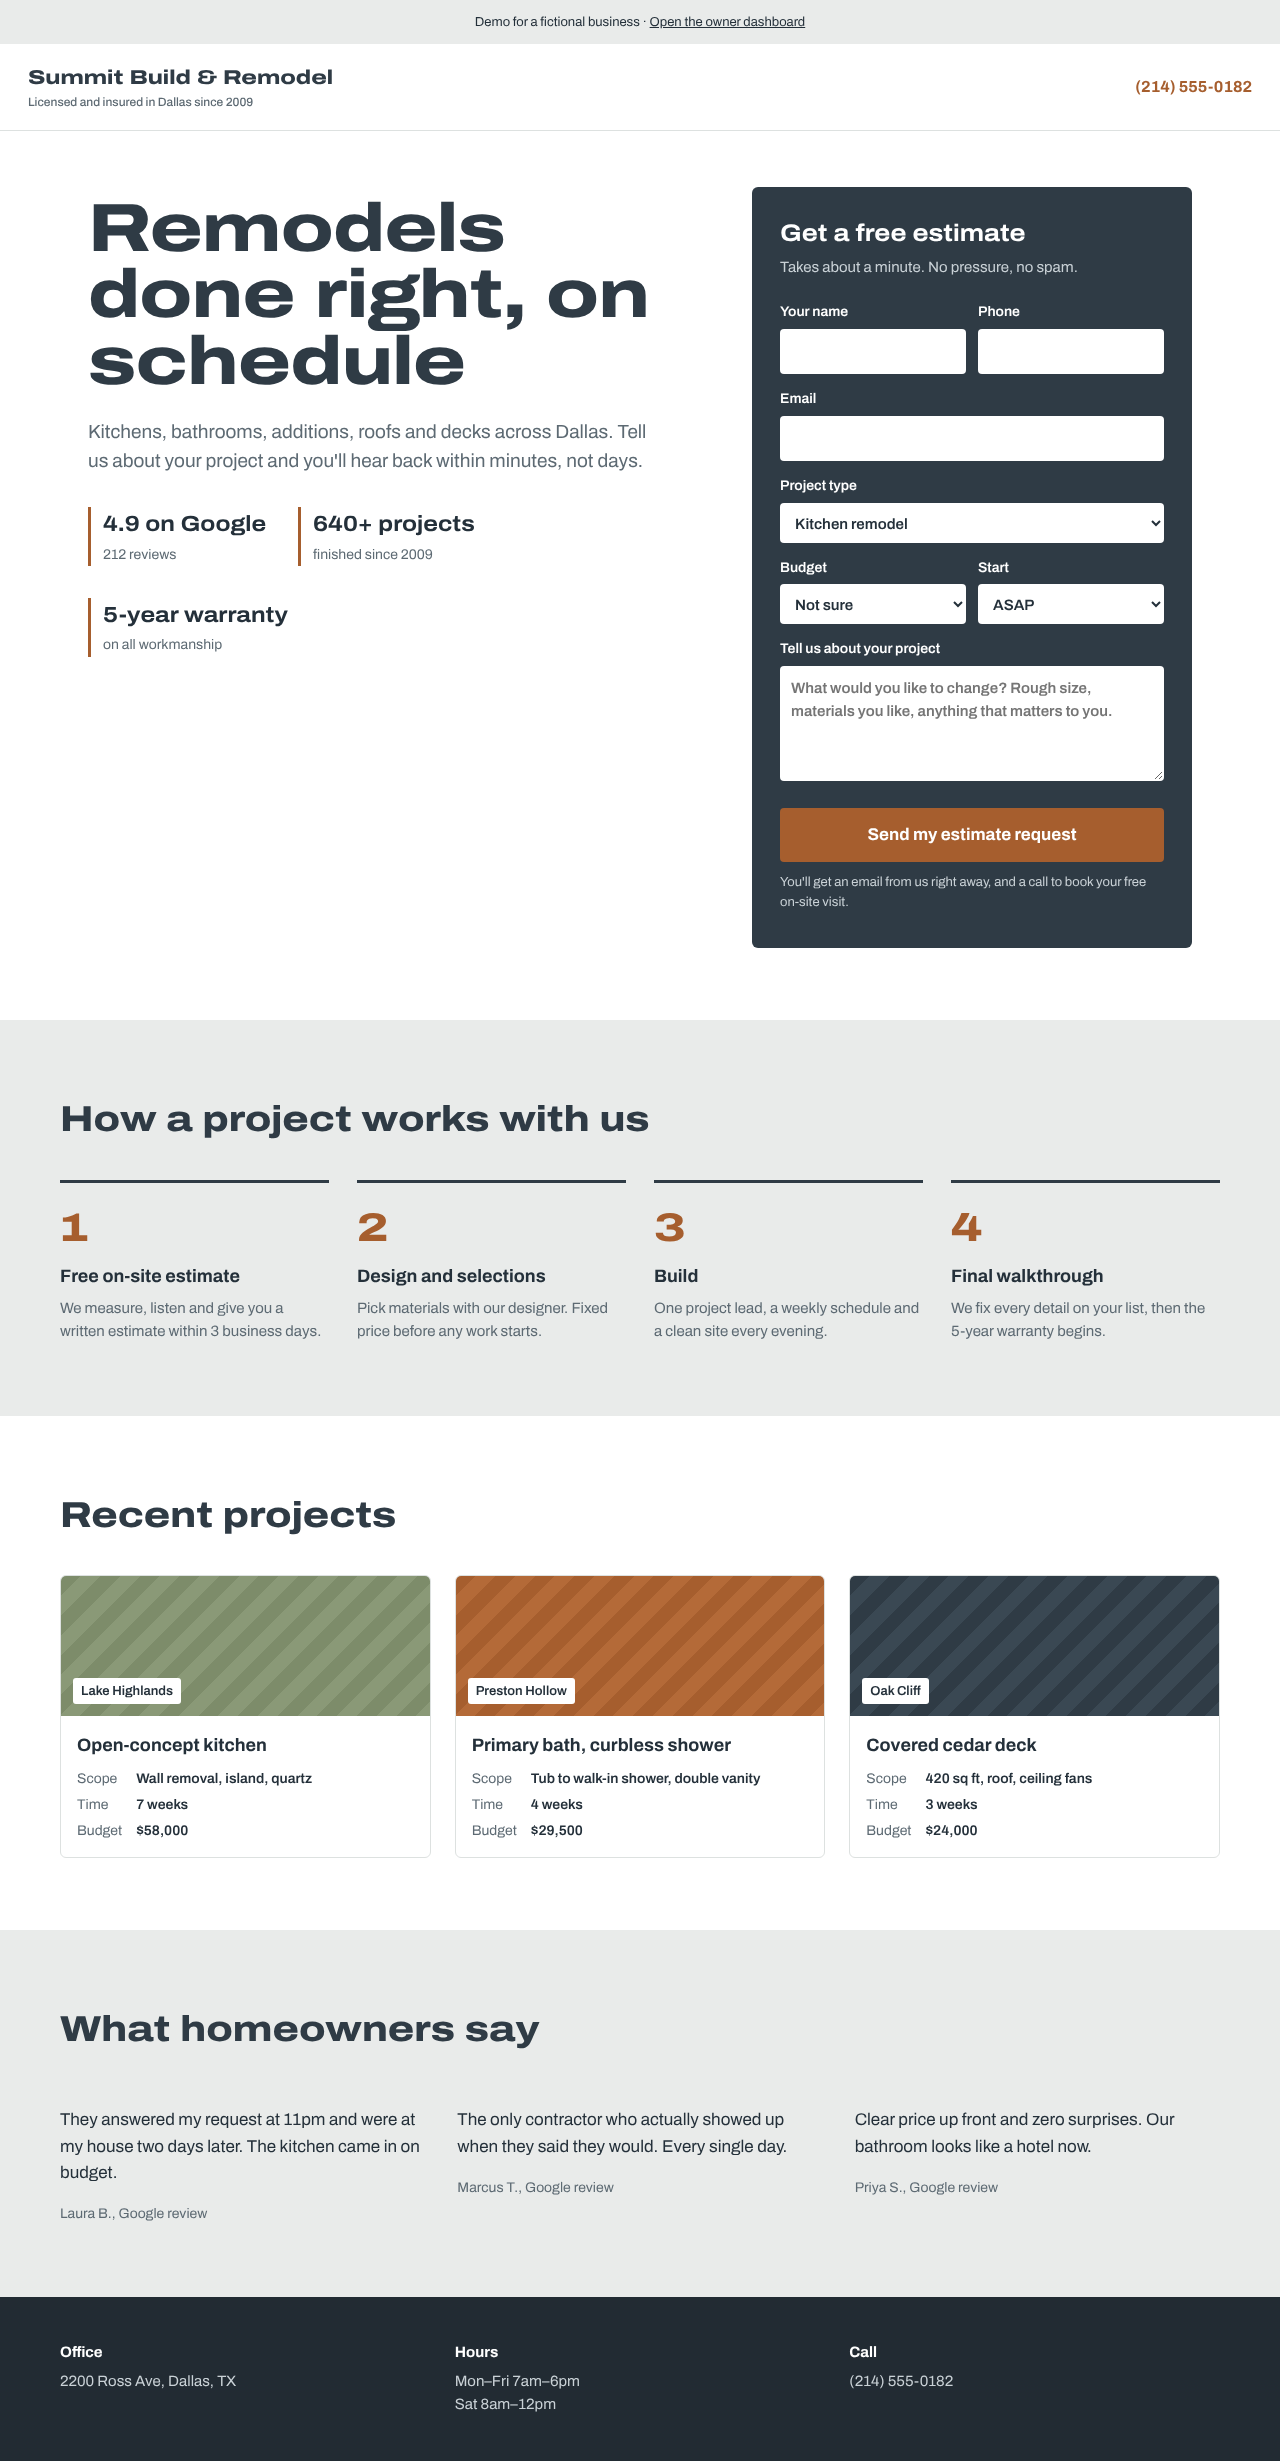 Demo for a fictional business · Open the owner dashboard
Summit Build & Remodel
Licensed and insured in Dallas since 2009
(214) 555-0182
Remodels
done right, on
schedule
Kitchens, bathrooms, additions, roofs and decks across Dallas. Tell
us about your project and you'll hear back within minutes, not days.
4.9 on Google
212 reviews
640+ projects
finished since 2009
5-year warranty
on all workmanship
Get a free estimate
Takes about a minute. No pressure, no spam.
Your name
Phone
Email
Project type
Kitchen remodel
Budget
Start
Not sure
ASAP
Tell us about your project
What would you like to change? Rough size,
materials you like, anything that matters to you.
Send my estimate request
You'll get an email from us right away, and a call to book your free
on-site visit.
How a project works with us
1
Free on-site estimate
We measure, listen and give you a
written estimate within 3 business days.
2
Design and selections
Pick materials with our designer. Fixed
price before any work starts.
3
Build
One project lead, a weekly schedule and
a clean site every evening.
4
Final walkthrough
We fix every detail on your list, then the
5-year warranty begins.
Recent projects
Lake Highlands
Open-concept kitchen
Scope Wall removal, island, quartz
Time 7 weeks
Budget $58,000
Preston Hollow
Primary bath, curbless shower
Scope Tub to walk-in shower, double vanity
Time 4 weeks
Budget $29,500
Oak Cliff
Covered cedar deck
Scope 420 sq ft, roof, ceiling fans
Time 3 weeks
Budget $24,000
What homeowners say
They answered my request at 11pm and were at
my house two days later. The kitchen came in on
budget.
Laura B., Google review
The only contractor who actually showed up
when they said they would. Every single day.
Marcus T., Google review
Clear price up front and zero surprises. Our
bathroom looks like a hotel now.
Priya S., Google review
Office
2200 Ross Ave, Dallas, TX
Hours
Mon–Fri 7am–6pm
Sat 8am–12pm
Call
(214) 555-0182